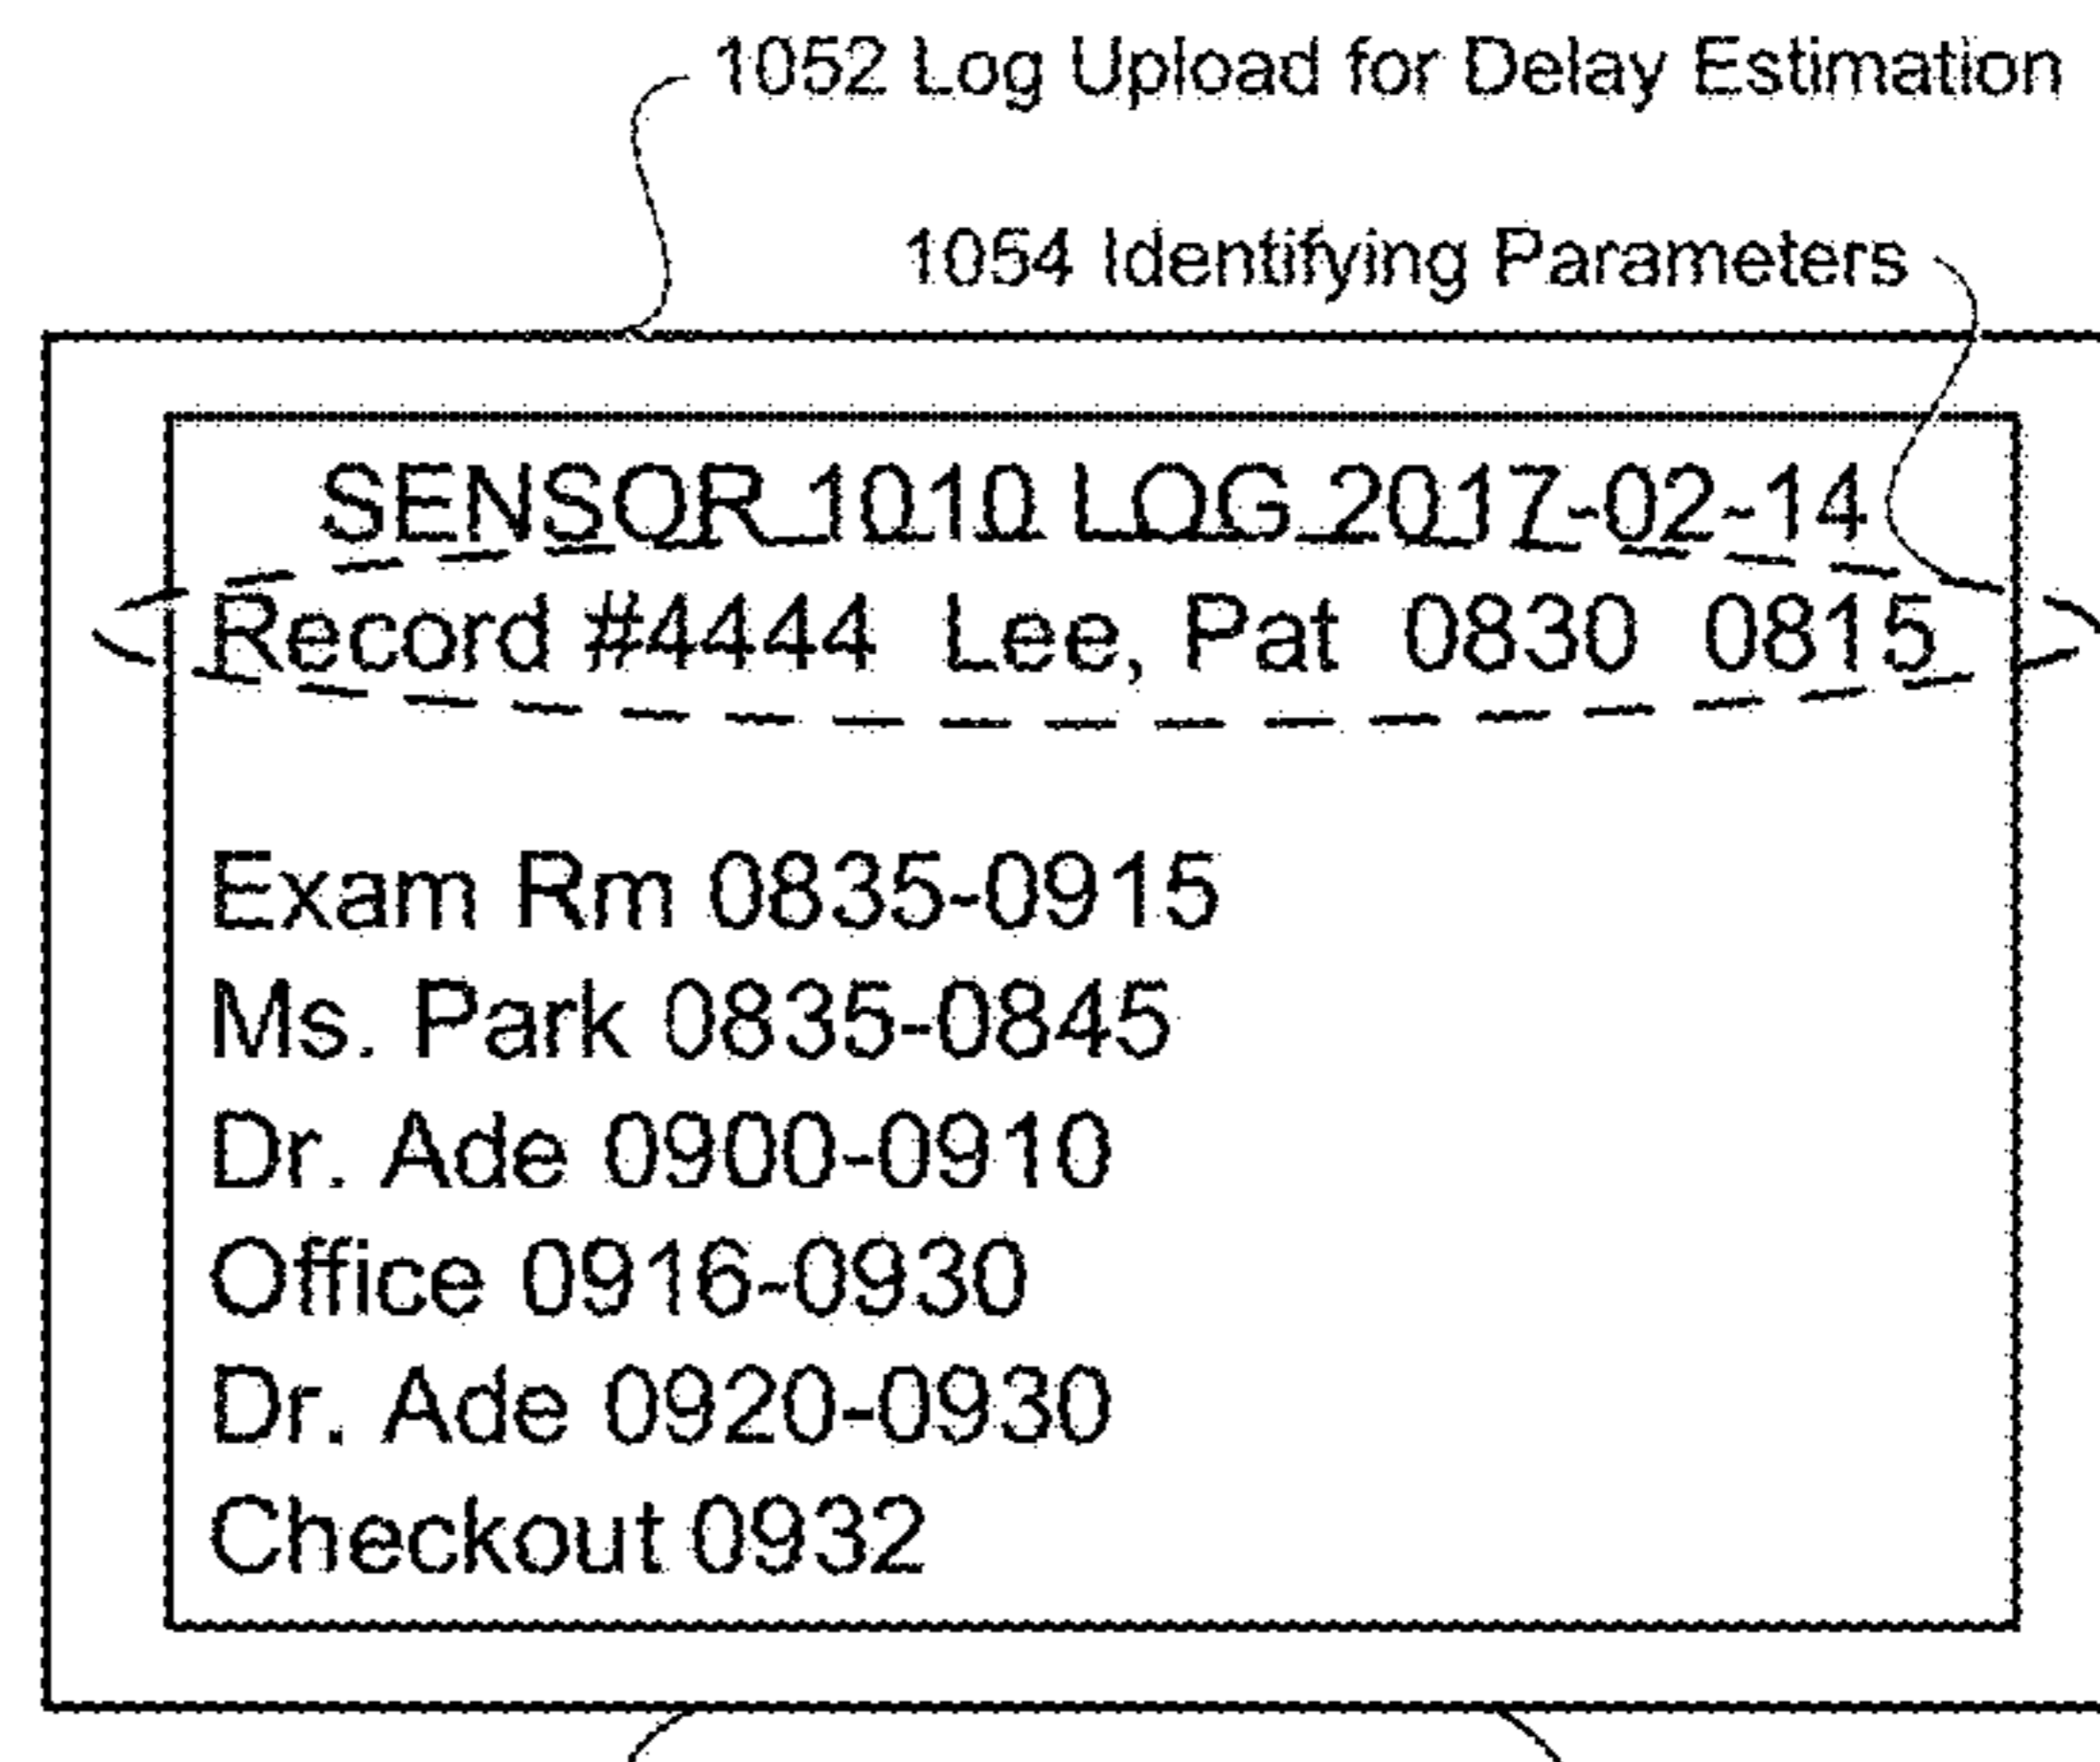 1052 Log Upload for Delay Estimation
1054 Identifying Parameters
SENSOR 1010 LOG 2017-02-14
Record #4444 Lee, Pat 0830 0815
Exam Rm 0835-0915
Ms. Park 0835-0845
Dr. Ade 0900-0910
Office 0916-0930
Dr. Ade 0920-0930
Checkout 0932